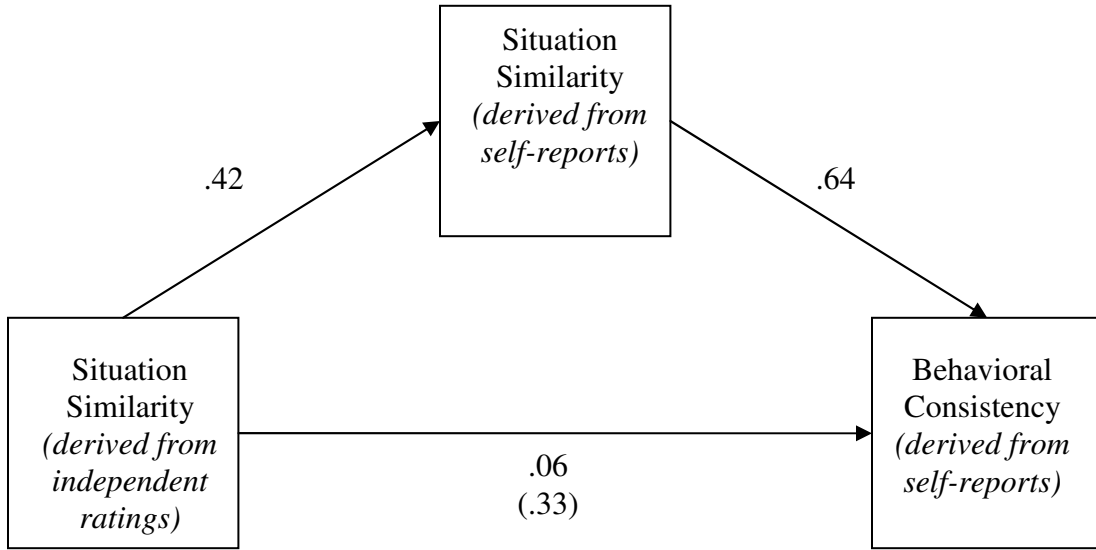 Situation
Similarity
(derived from
self-reports)
.42
.64
Situation
Similarity
(derived from
independent
ratings)
.06
(.33)
Behavioral
Consistency
(derived from
self-reports)